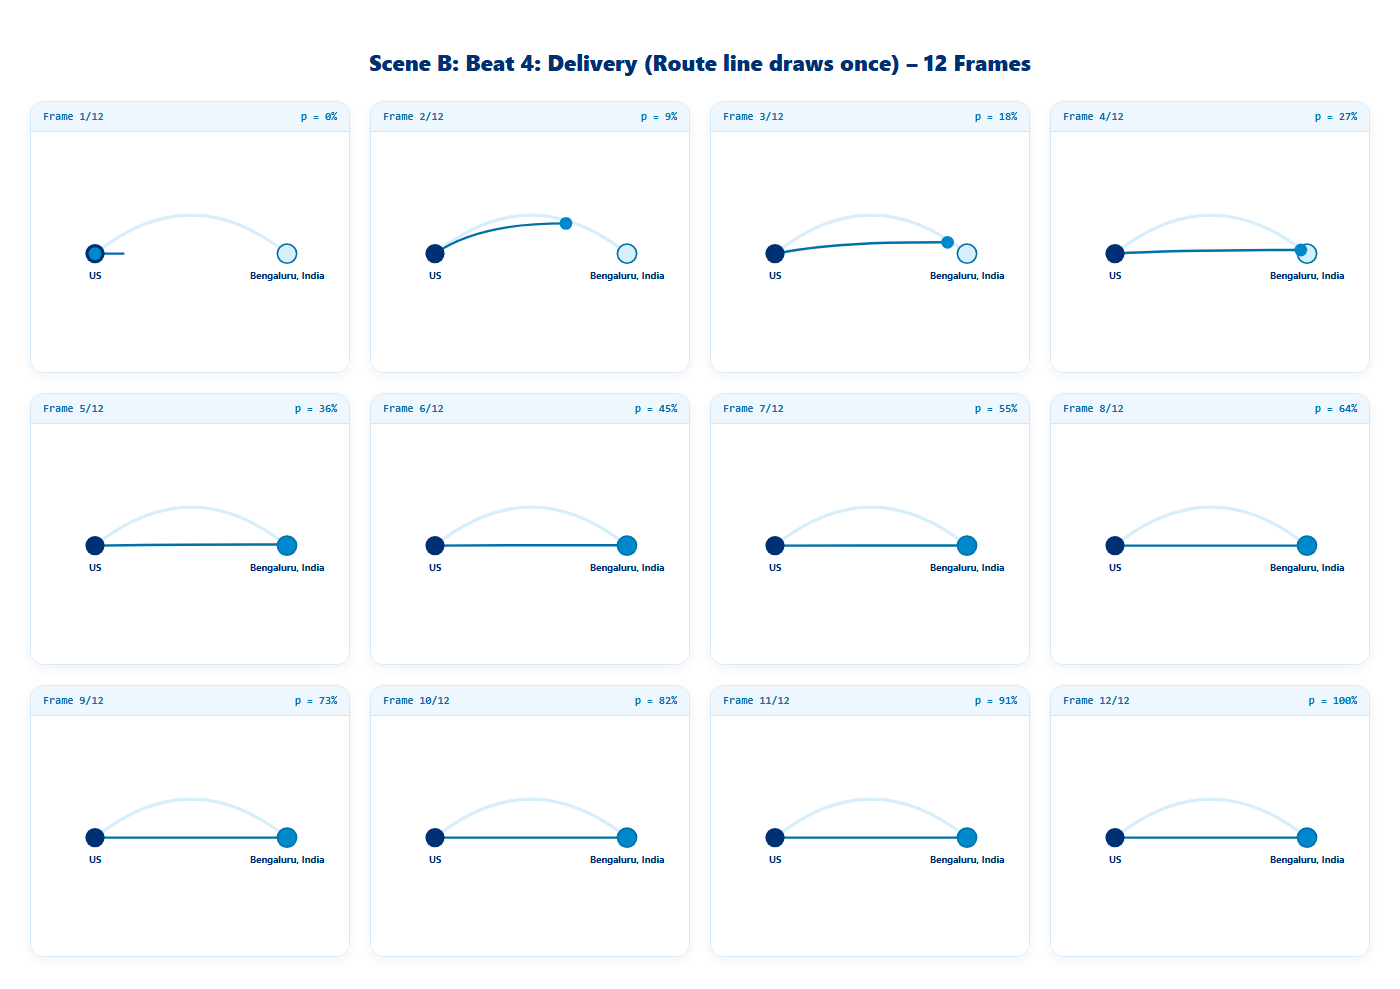 Scene B: Beat 4: Delivery (Route line draws once) – 12 Frames
Frame 1/12 p = 0%
US
Bengaluru, India
Frame 2/12 p = 9%
US
Bengaluru, India
Frame 3/12 p = 18%
US
Bengaluru, India
Frame 4/12 p = 27%
US
Bengaluru, India
Frame 5/12 p = 36%
US
Bengaluru, India
Frame 6/12 p = 45%
US
Bengaluru, India
Frame 7/12 p = 55%
US
Bengaluru, India
Frame 8/12 p = 64%
US
Bengaluru, India
Frame 9/12 p = 73%
US
Bengaluru, India
Frame 10/12 p = 82%
US
Bengaluru, India
Frame 11/12 p = 91%
US
Bengaluru, India
Frame 12/12 p = 100%
US
Bengaluru, India